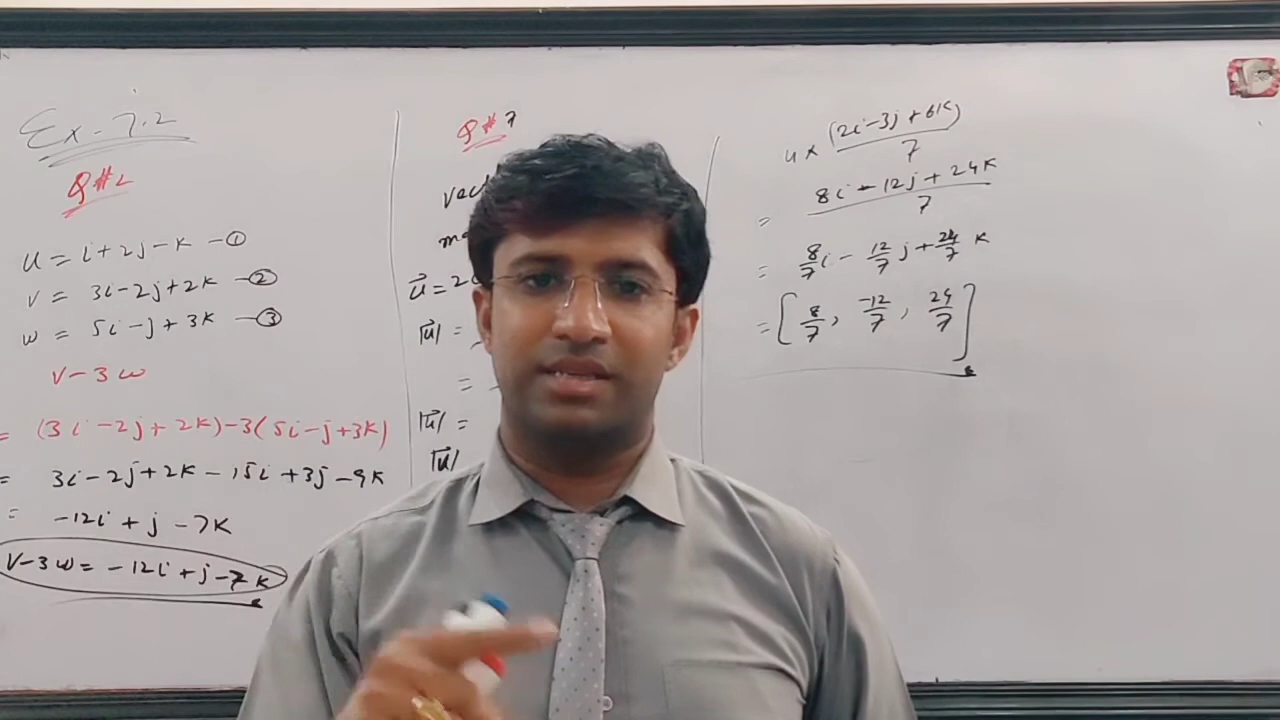 Ex-7.2
Q#2
u = i+2j-k -①
v = 3i-2j+2k -②
w = 5i-j+3k -③
v-3w
= (3i-2j+2k)-3(5i-j+3k)
= 3i-2j+2k-15i+3j-9k
= -12i+j-7k
v-3w = -12i+j-7k
Q#7
u⃗ = 2
|u⃗| =
=
|u⃗| =
|u⃗|
4 × (2i-3j+6k)/7
= 8i-12j+24k/7
= 8/7 i - 12/7 j + 24/7 k
= [8/7, -12/7, 24/7]